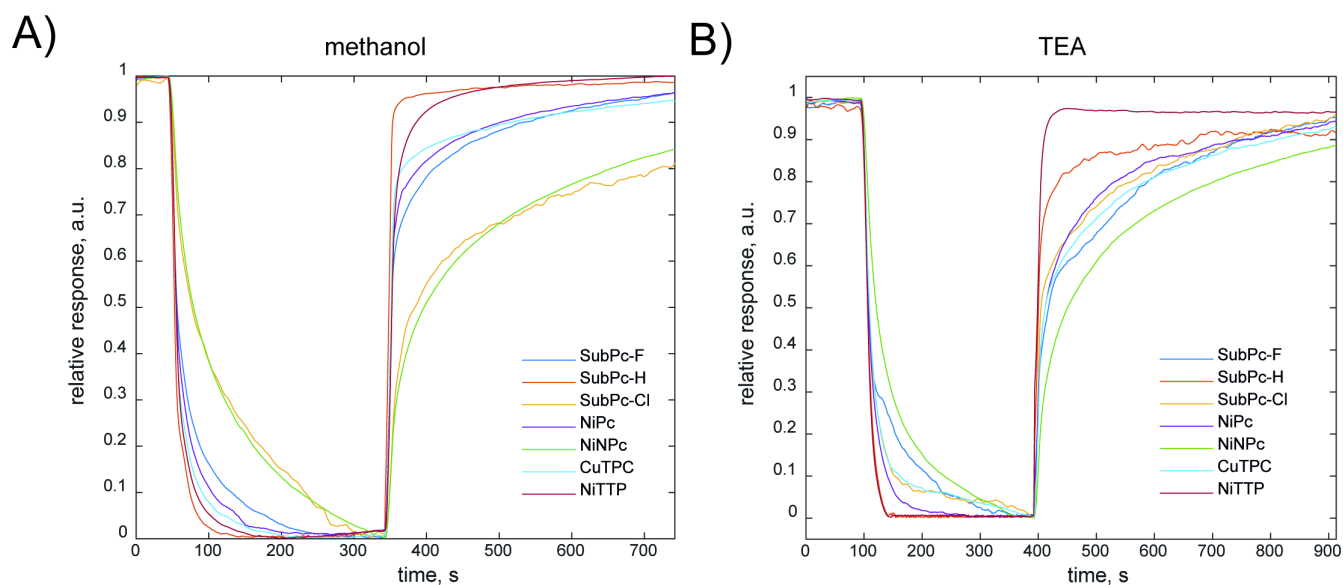 A)
methanol
relative response, a.u.
1
0.9
0.8
0.7
0.6
0.5
0.4
0.3
0.2
0.1
0
0 100 200 300 400 500 600 700
time, s
SubPc-F
SubPc-H
SubPc-Cl
NiPc
NiNPc
CuTPC
NiTTP
B)
TEA
relative response, a.u.
1
0.9
0.8
0.7
0.6
0.5
0.4
0.3
0.2
0.1
0
0 100 200 300 400 500 600 700 800 900
time, s
SubPc-F
SubPc-H
SubPc-Cl
NiPc
NiNPc
CuTPC
NiTTP